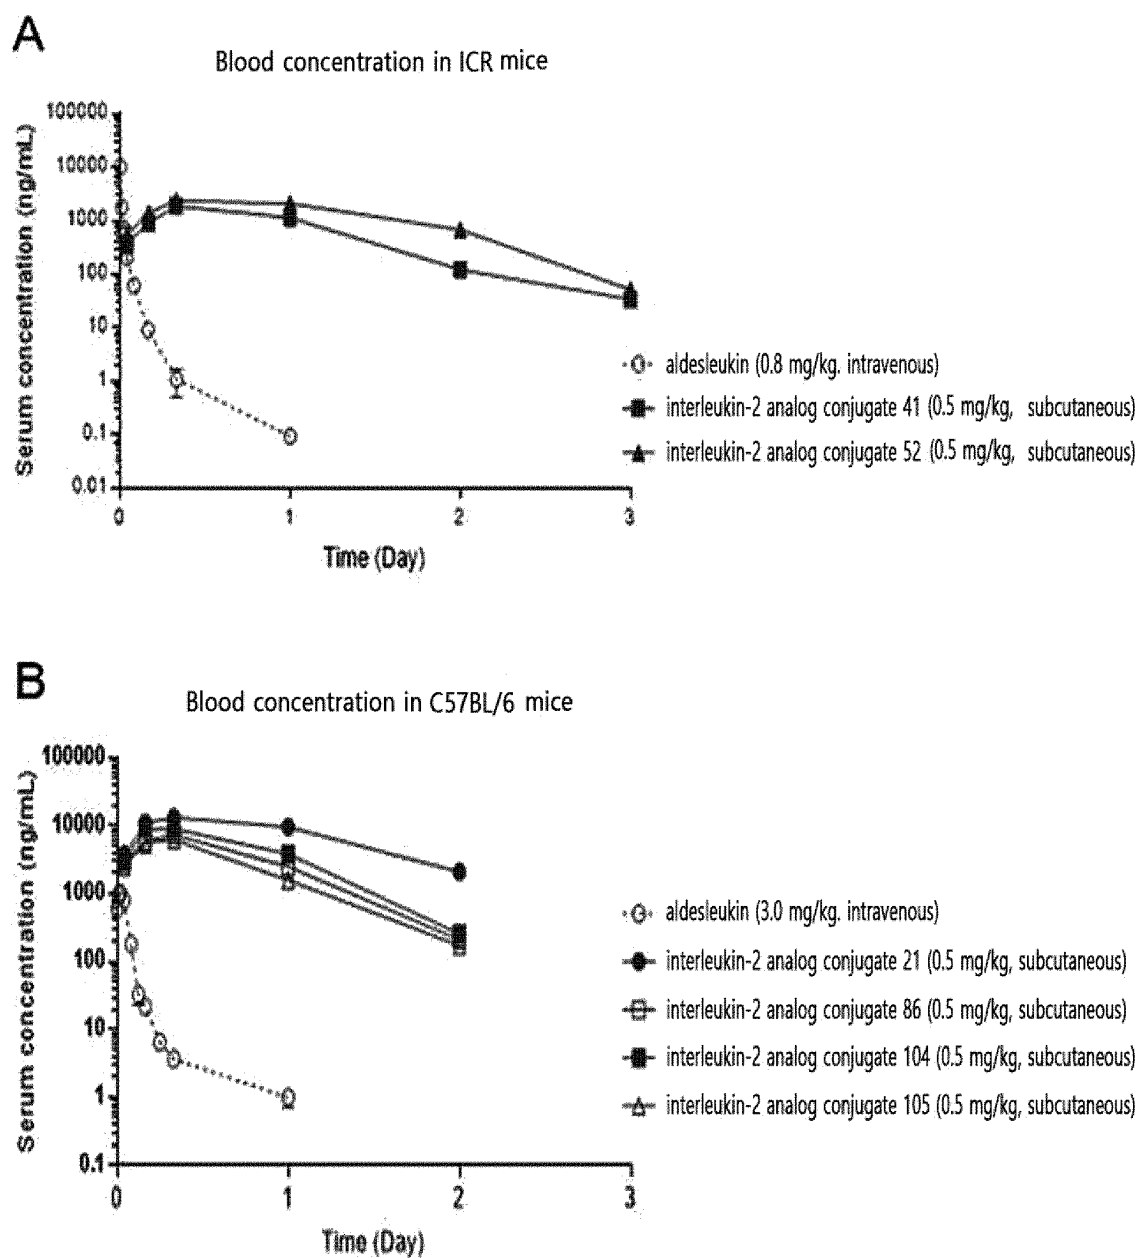 A
Blood concentration in ICR mice
Serum concentration (ng/mL)
100000
10000
1000
100
10
1
0.1
0.01
0
1
2
3
Time (Day)
aldesleukin (0.8 mg/kg. intravenous)
interleukin-2 analog conjugate 41 (0.5 mg/kg, subcutaneous)
interleukin-2 analog conjugate 52 (0.5 mg/kg, subcutaneous)
B
Blood concentration in C57BL/6 mice
Serum concentration (ng/mL)
100000
10000
1000
100
10
1
0.1
0
1
2
3
Time (Day)
aldesleukin (3.0 mg/kg. intravenous)
interleukin-2 analog conjugate 21 (0.5 mg/kg, subcutaneous)
interleukin-2 analog conjugate 86 (0.5 mg/kg, subcutaneous)
interleukin-2 analog conjugate 104 (0.5 mg/kg, subcutaneous)
interleukin-2 analog conjugate 105 (0.5 mg/kg, subcutaneous)